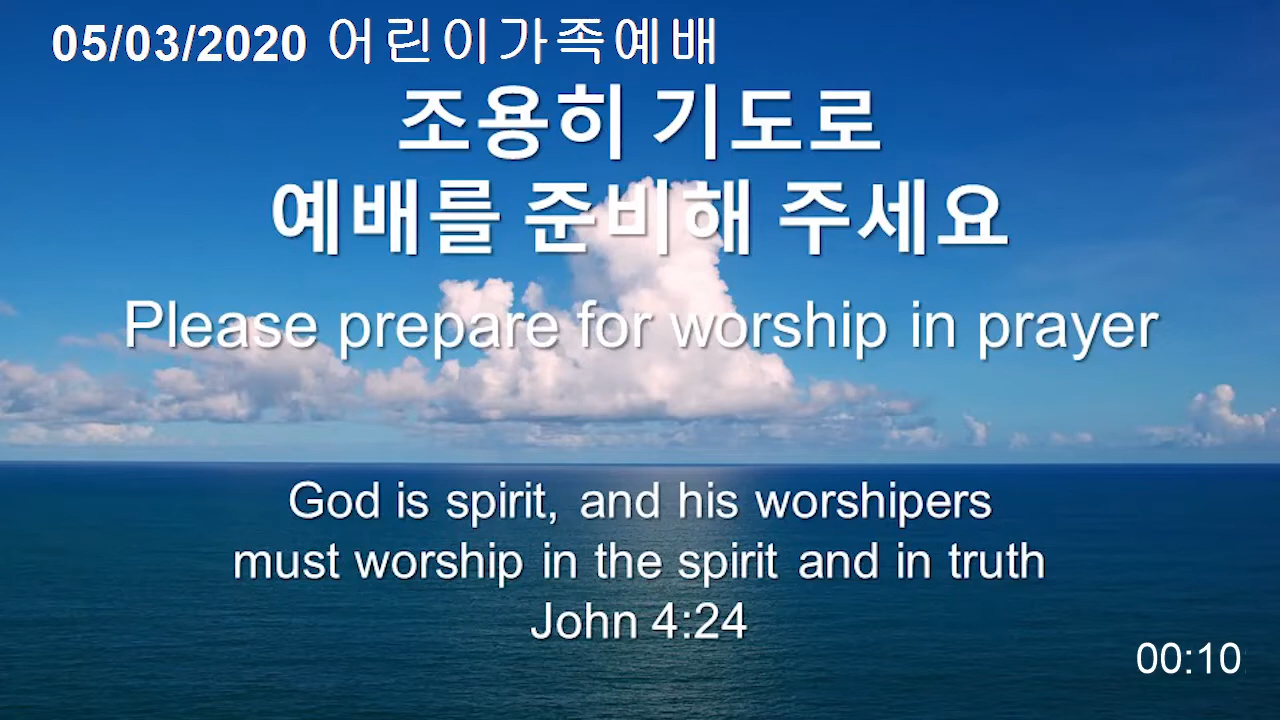 05/03/2020 어린이가족예배
조용히 기도로
예배를 준비해 주세요
Please prepare for worship in prayer
God is spirit, and his worshipers
must worship in the spirit and in truth
John 4:24
00:10